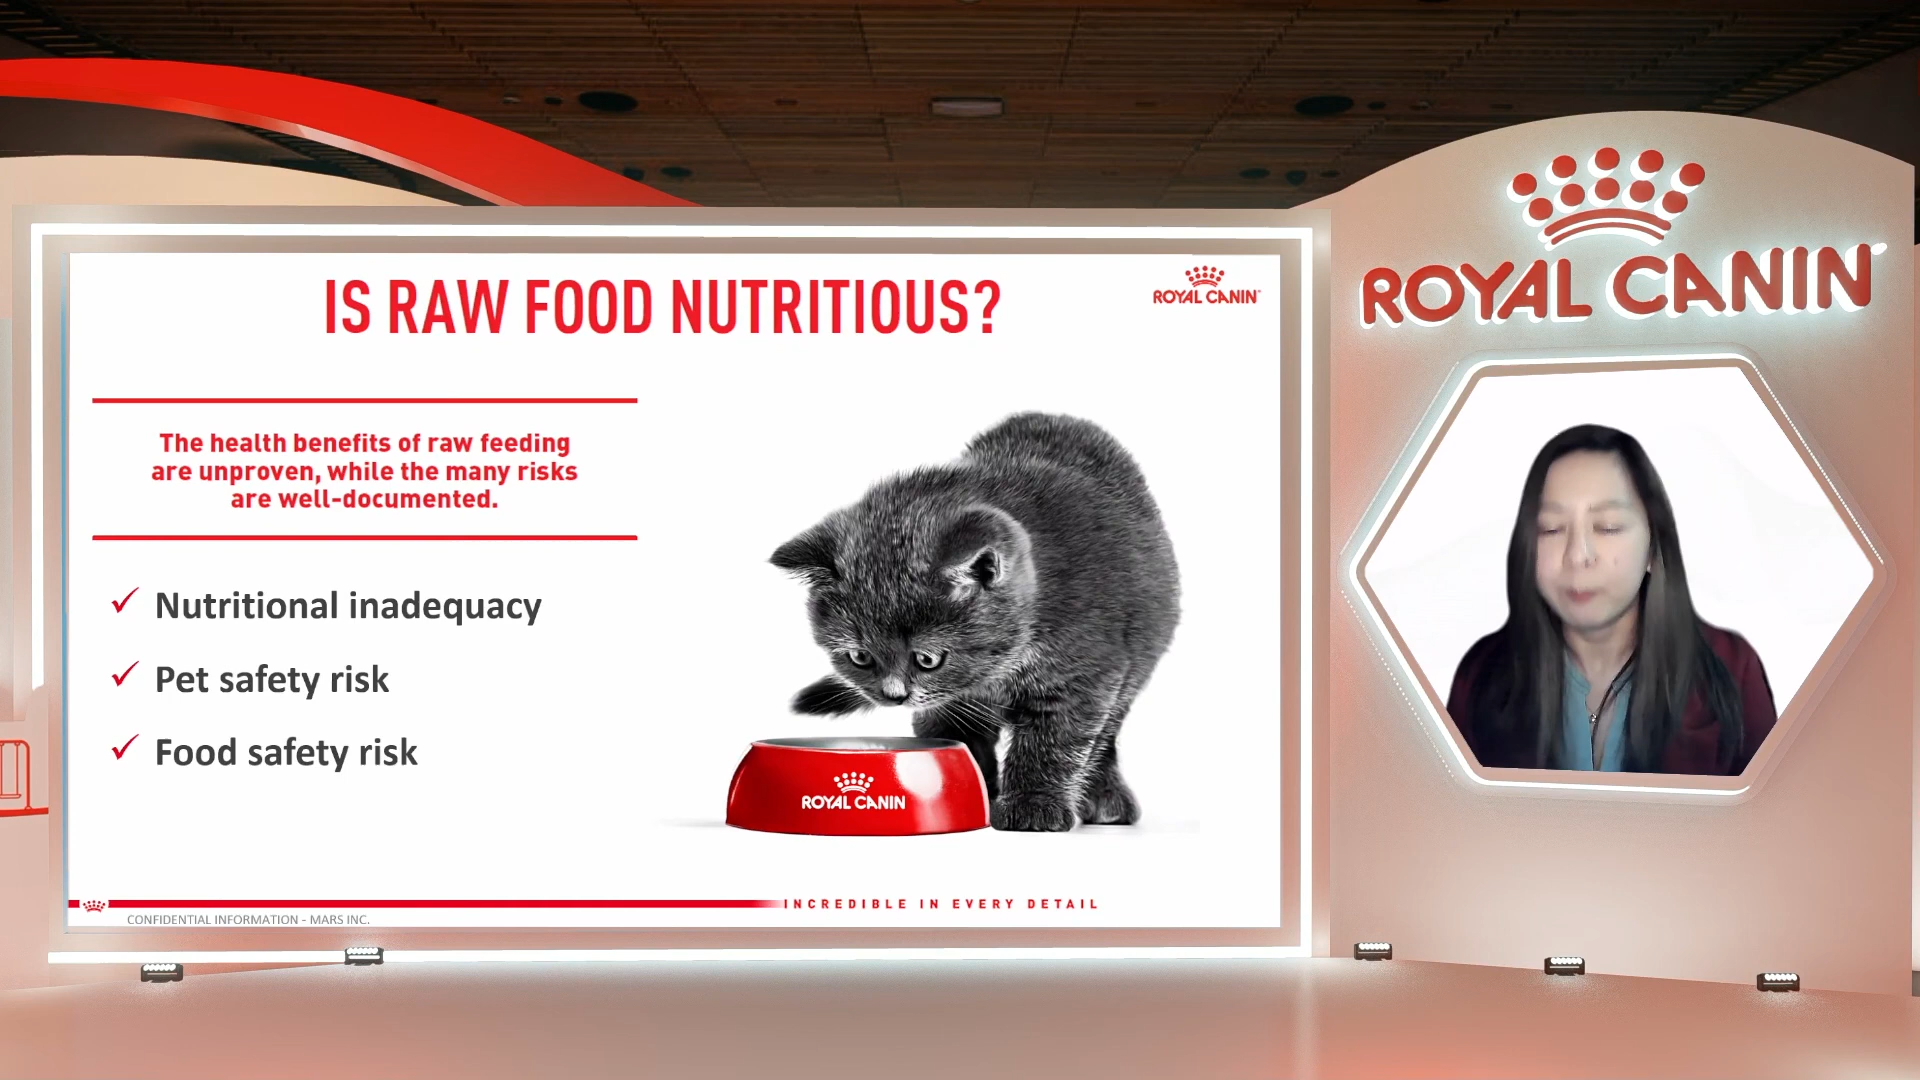 IS RAW FOOD NUTRITIOUS?
ROYAL CANIN
The health benefits of raw feeding
are unproven, while the many risks
are well-documented.
✓ Nutritional inadequacy
✓ Pet safety risk
✓ Food safety risk
ROYAL CANIN
INCREDIBLE IN EVERY DETAIL
CONFIDENTIAL INFORMATION - MARS INC.
ROYAL CANIN